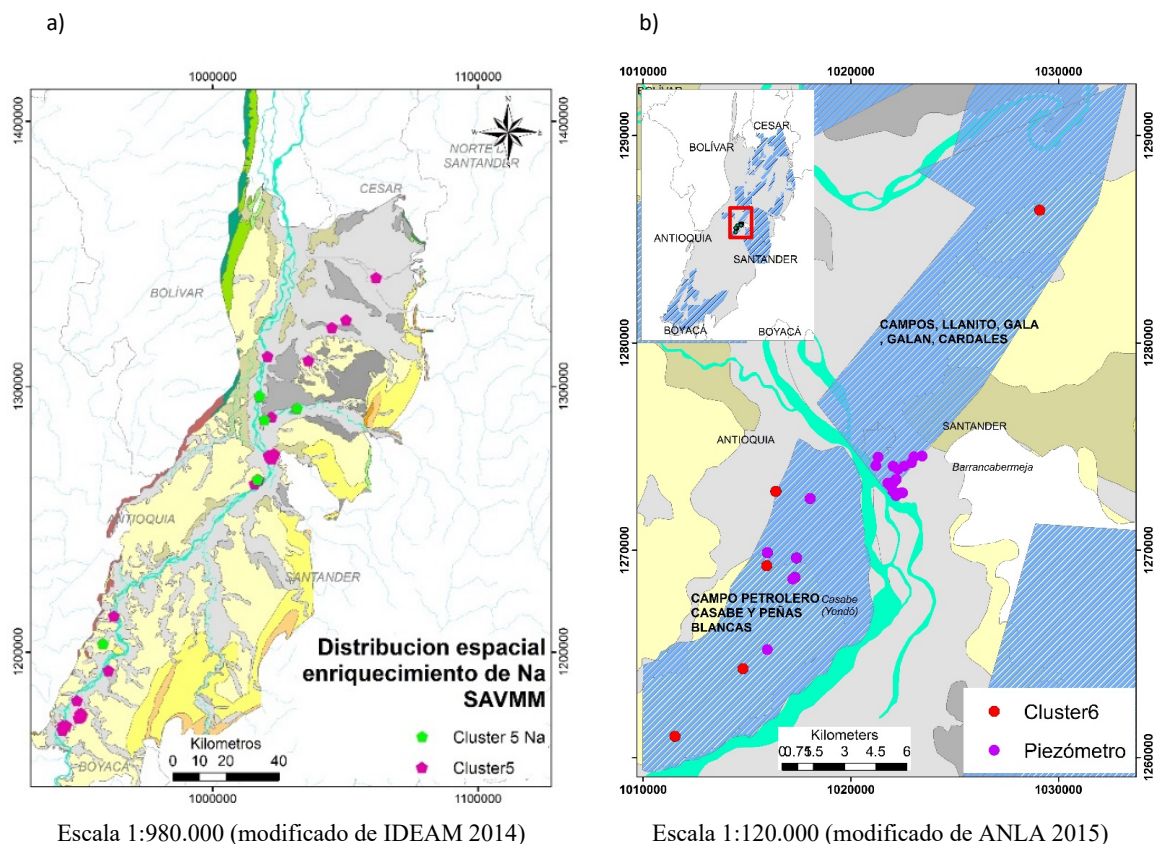 a)
1000000
1100000
1400000
1400000
NORTE D
SANTANDER
CESAR
BOLÍVAR
1300000
1300000
ANTIOQUIA
SANTANDER
1200000
1200000
Distribucion espacial
enriquecimiento de Na
SAVMM
Kilometros
0 10 20 40
Cluster 5 Na
Cluster5
BOYACÁ
1000000
1100000
Escala 1:980.000 (modificado de IDEAM 2014)
b)
1010000
1020000
1030000
1290000
1290000
CESAR
BOLÍVAR
ANTIOQUIA
SANTANDER
BOYACÁ
BOYACÁ
1280000
1280000
CAMPOS, LLANITO, GALA
, GALAN, CARDALES
ANTIOQUIA
SANTANDER
Barrancabermeja
1270000
1270000
CAMPO PETROLERO
CASABE Y PEÑAS
BLANCAS
Casabe
(Yondó)
Kilometers
0 0.75 1.5 3 4.5 6
Cluster6
Piezómetro
1260000
1260000
1010000
1020000
1030000
Escala 1:120.000 (modificado de ANLA 2015)